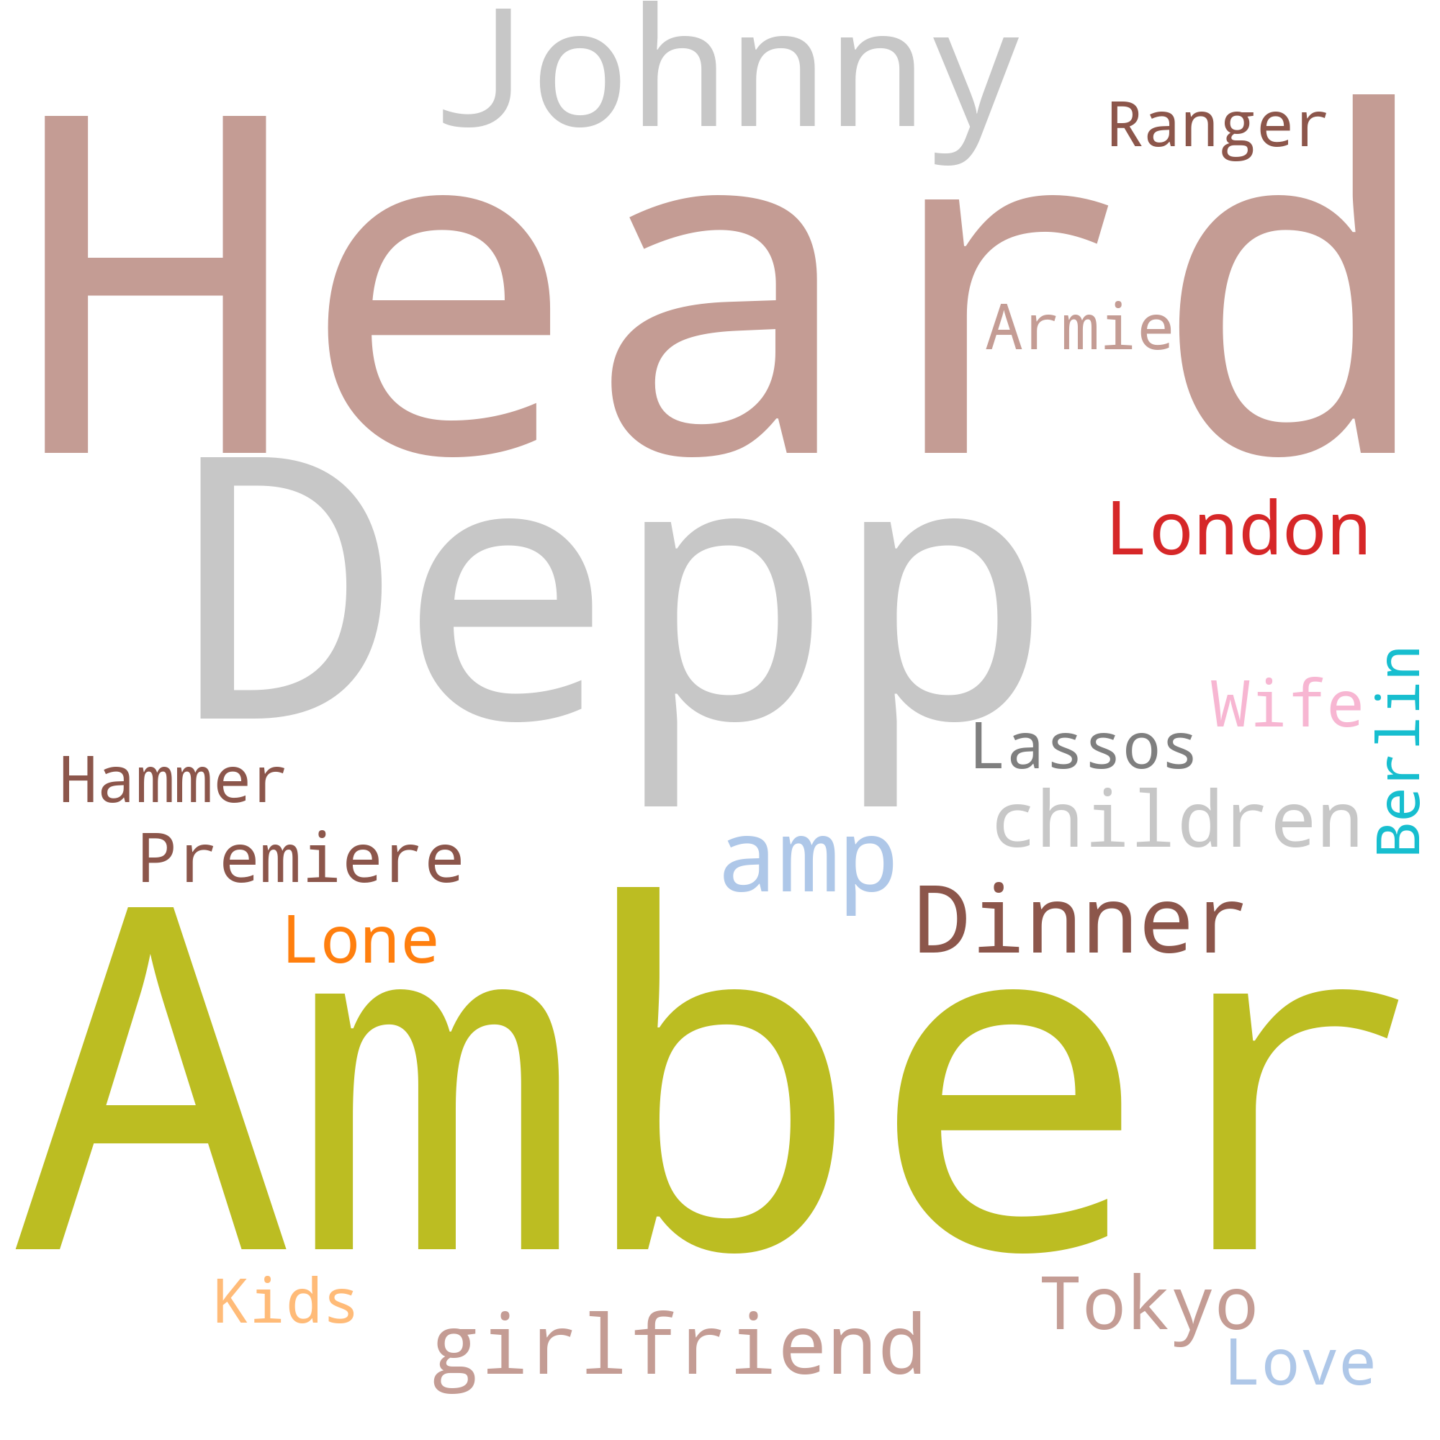 Johnny
Ranger
Heard
Armie
Depp
London
Wife
Berlin
Lassos
Hammer
children
Premiere
amp
Dinner
Lone
Amber
Kids
girlfriend
Tokyo
Love